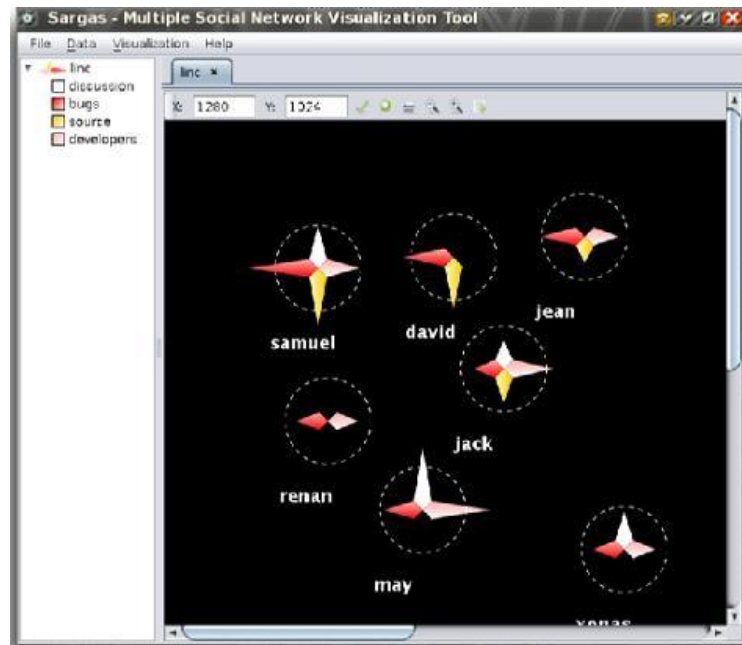 Sargas - Multiple Social Network Visualization Tool
File Data Visualization Help
linc
discussion
bugs
source
developers
linc
X: 1280 Y: 1024
jean
david
samuel
jack
renan
may